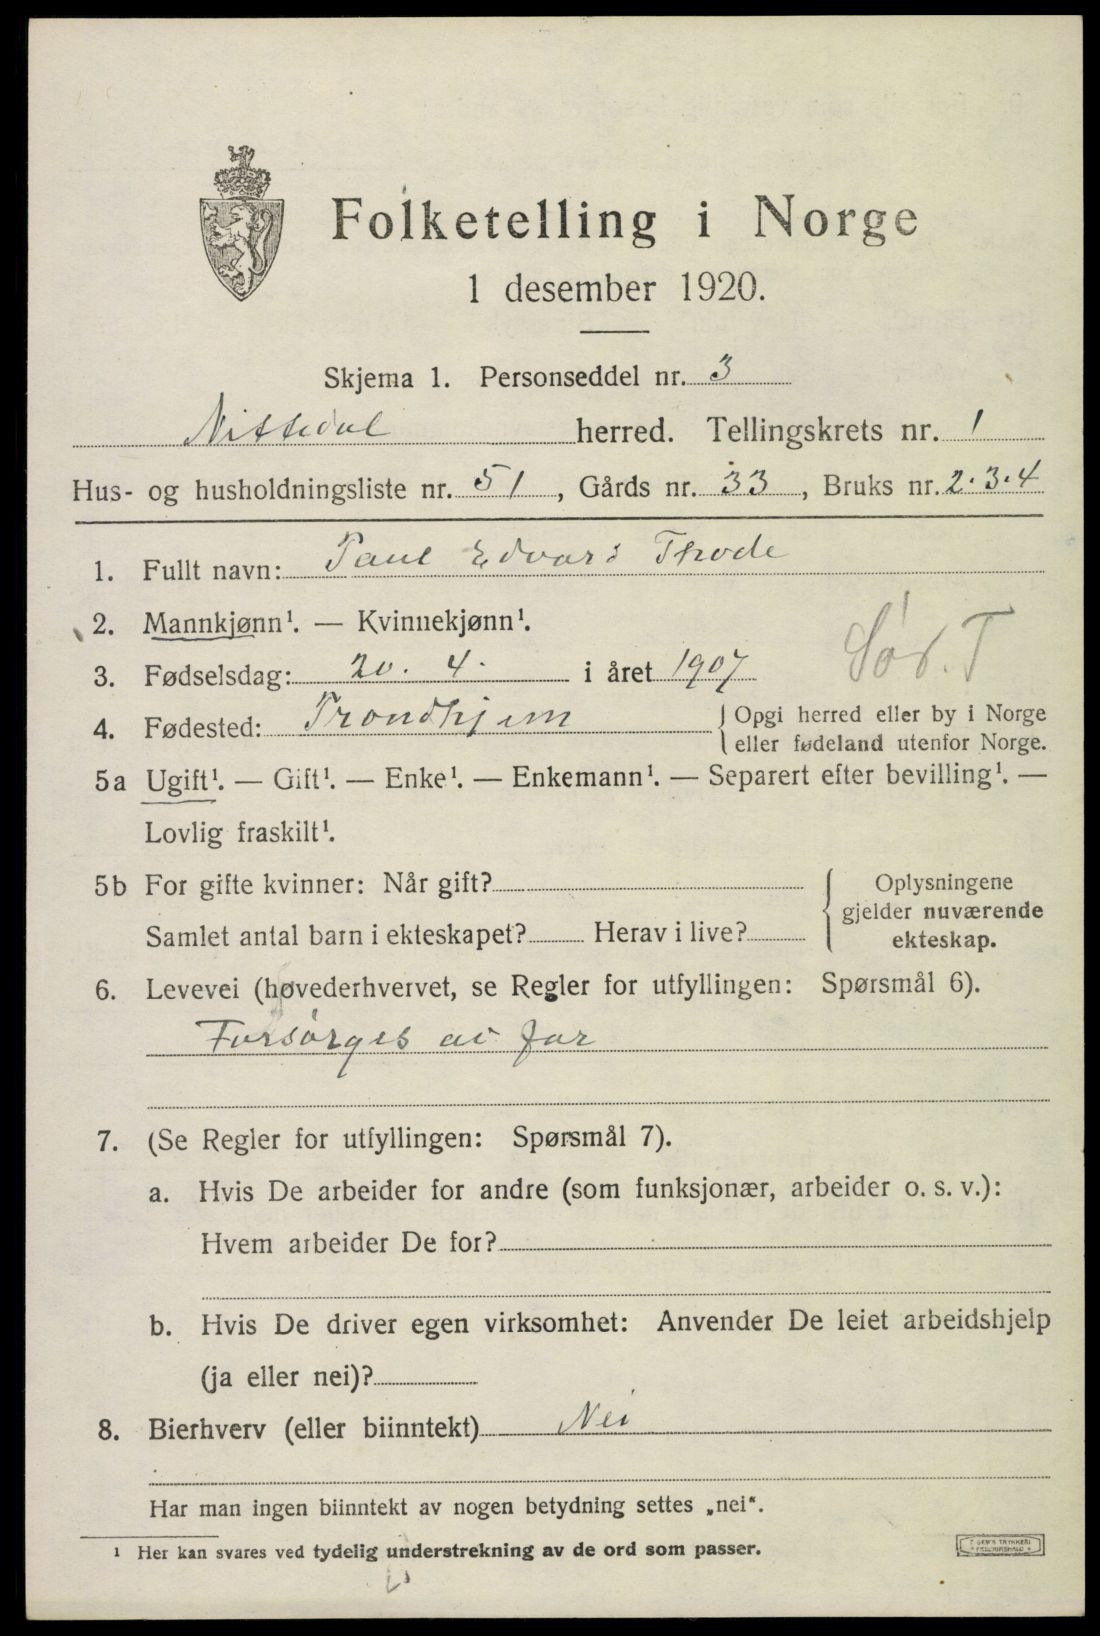 Folketelling i Norge
1 desember 1920.
Skjema 1. Personseddel nr. 3
Nittedal herred. Tellingskrets nr. 1
Hus- og husholdningsliste nr. 51, Gårds nr. 33, Bruks nr. 2.3.4
1. Fullt navn: Paul Edvard Thode
2. Mannkjønn¹. — Kvinnekjønn¹.
Sør. T
3. Fødselsdag: 20. 4. i året 1907
4. Fødested: Trondhjem
Opgi herred eller by i Norge
eller fødeland utenfor Norge.
5a Ugift¹. — Gift¹. — Enke¹. — Enkemann¹. — Separert efter bevilling¹. —
Lovlig fraskilt¹.
5b For gifte kvinner: Når gift?
Samlet antal barn i ekteskapet? Herav i live?
Oplysningene
gjelder nuværende
ekteskap.
6. Levevei (høvederhvervet, se Regler for utfyllingen: Spørsmål 6).
Forsørges av far
7. (Se Regler for utfyllingen: Spørsmål 7).
a. Hvis De arbeider for andre (som funksjonær, arbeider o. s. v.):
Hvem arbeider De for?
b. Hvis De driver egen virksomhet: Anvender De leiet arbeidshjelp
(ja eller nei)?
8. Bierhverv (eller biinntekt) Nei
Har man ingen biinntekt av nogen betydning settes „nei“.
¹ Her kan svares ved tydelig understrekning av de ord som passer.